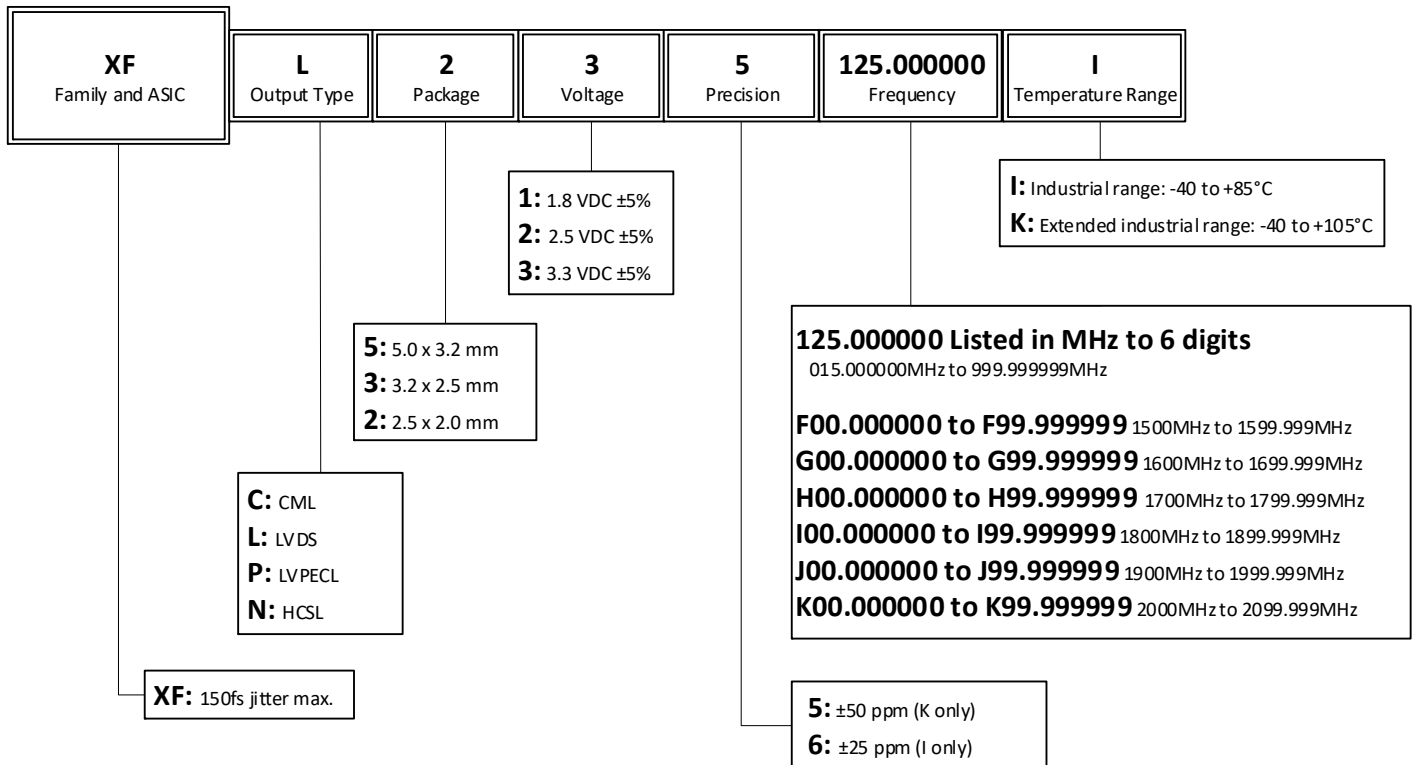 XF
Family and ASIC
L
Output Type
2
Package
3
Voltage
5
Precision
125.000000
Frequency
I
Temperature Range
1: 1.8 VDC ±5%
2: 2.5 VDC ±5%
3: 3.3 VDC ±5%
I: Industrial range: -40 to +85°C
K: Extended industrial range: -40 to +105°C
5: 5.0 x 3.2 mm
3: 3.2 x 2.5 mm
2: 2.5 x 2.0 mm
125.000000 Listed in MHz to 6 digits
015.000000MHz to 999.999999MHz
F00.000000 to F99.999999 1500MHz to 1599.999MHz
G00.000000 to G99.999999 1600MHz to 1699.999MHz
H00.000000 to H99.999999 1700MHz to 1799.999MHz
I00.000000 to I99.999999 1800MHz to 1899.999MHz
J00.000000 to J99.999999 1900MHz to 1999.999MHz
K00.000000 to K99.999999 2000MHz to 2099.999MHz
C: CML
L: LVDS
P: LVPECL
N: HCSL
XF: 150fs jitter max.
5: ±50 ppm (K only)
6: ±25 ppm (I only)